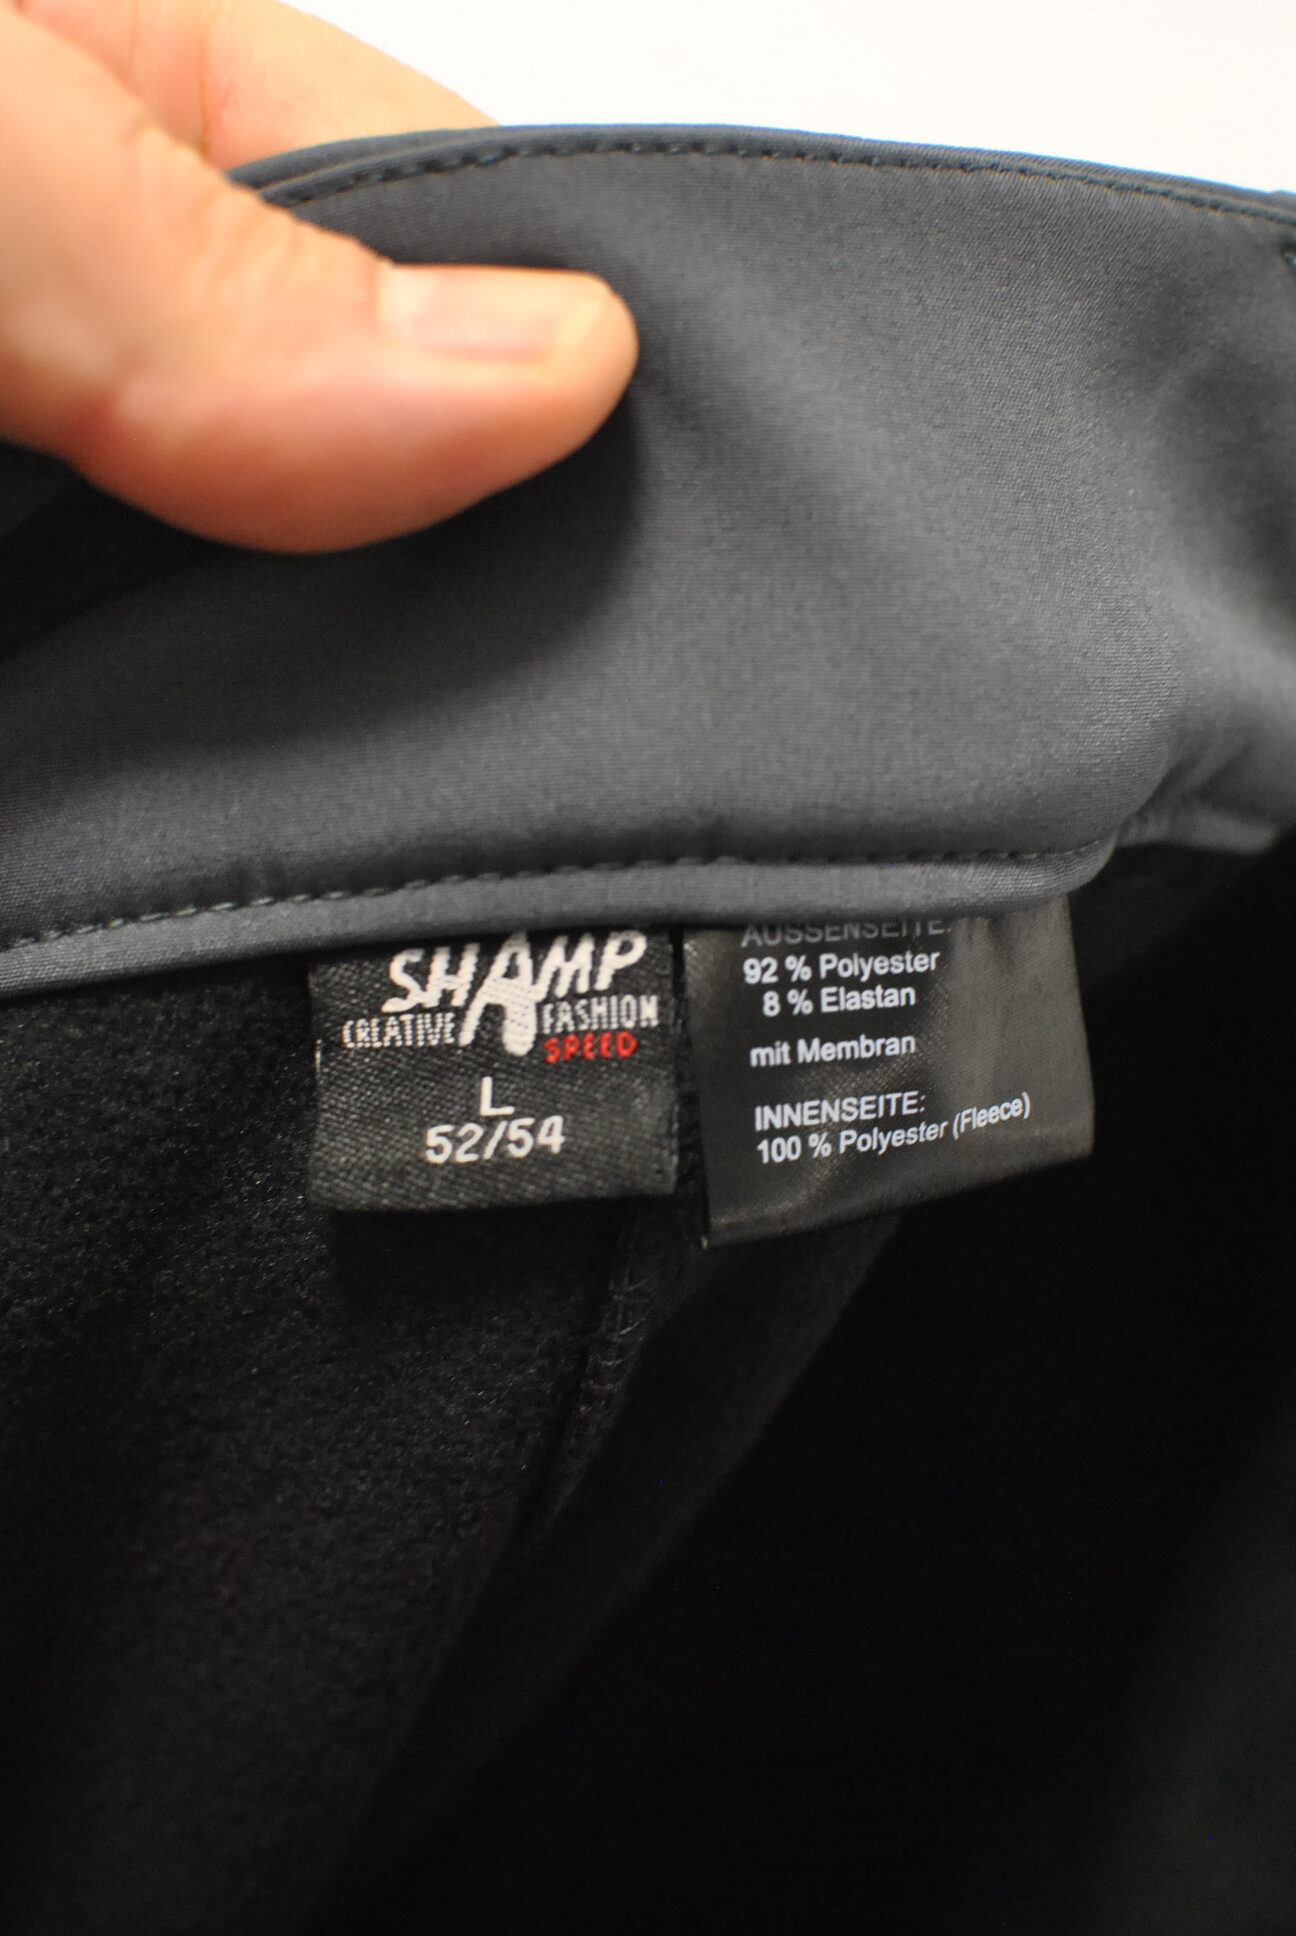 SHAMP
CREATIVE FASHION
SPEED
L
52/54
AUSSENSEITE:
92 % Polyester
8 % Elastan
mit Membran
INNENSEITE:
100 % Polyester (Fleece)